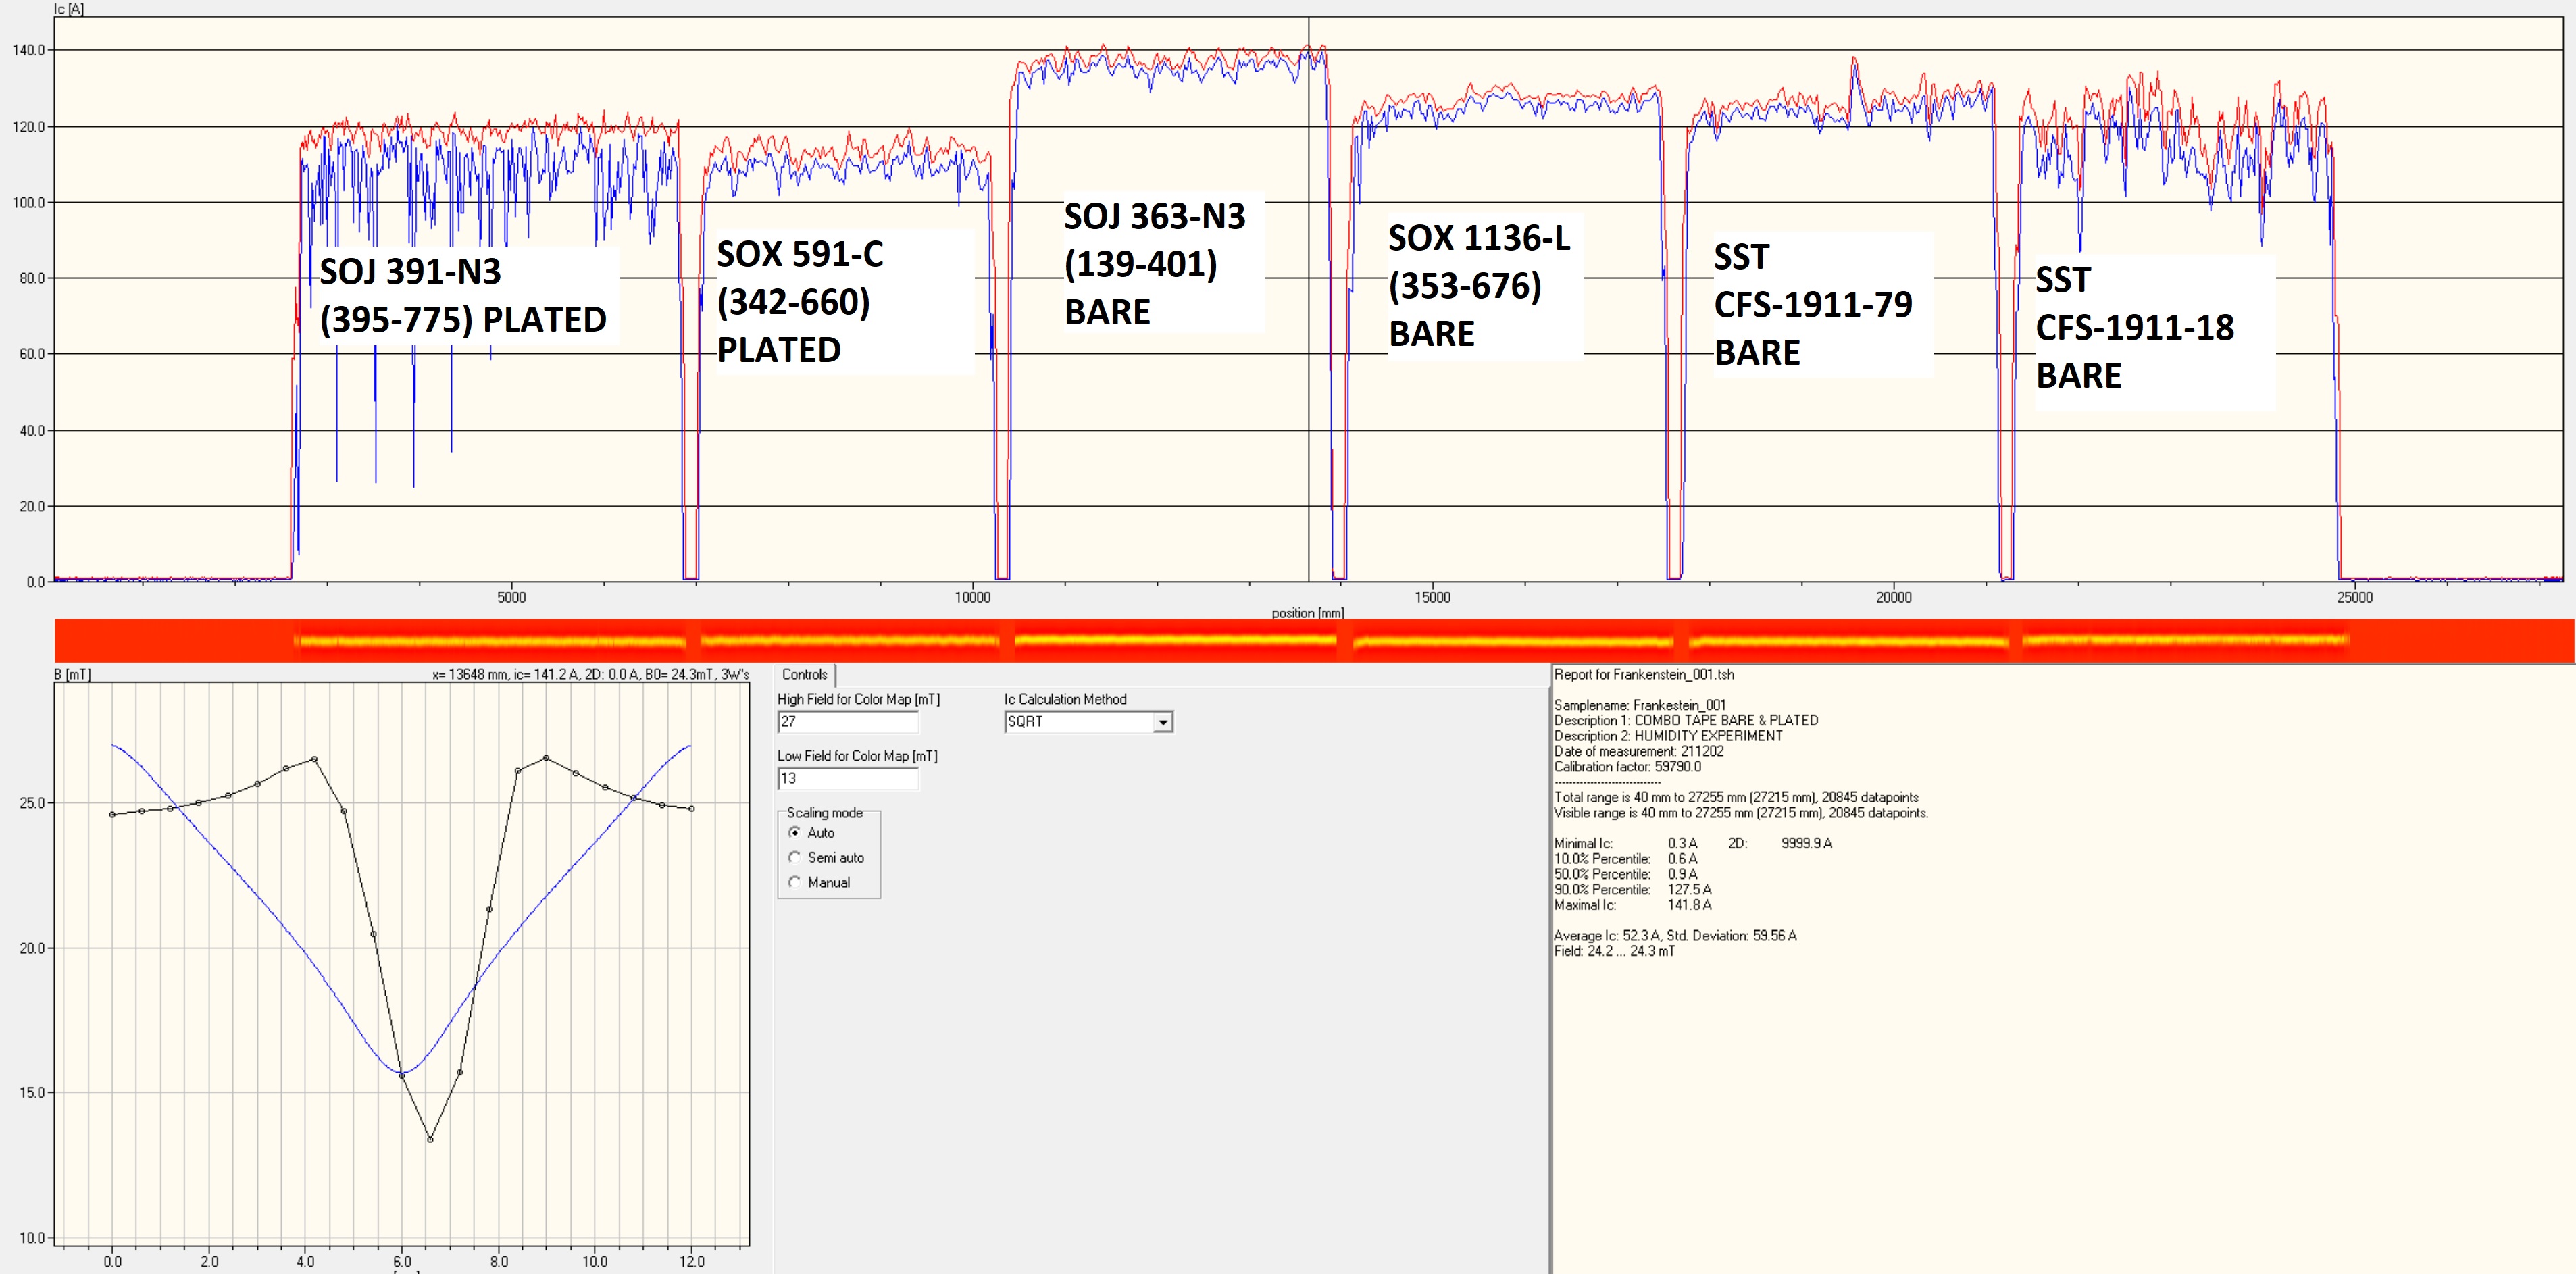 Ic [A]
140.0
120.0
100.0
80.0
60.0
40.0
20.0
0.0
SOJ 391-N3
(395-775) PLATED
SOX 591-C
(342-660)
PLATED
SOJ 363-N3
(139-401)
BARE
SOX 1136-L
(353-676)
BARE
SST
CFS-1911-79
BARE
SST
CFS-1911-18
BARE
5000 10000 15000 20000 25000
position [mm]
B [mT]
x= 13648 mm, ic= 141.2 A, 2D: 0.0 A, B0= 24.3mT, 3W's
25.0
20.0
15.0
10.0
0.0 2.0 4.0 6.0 8.0 10.0 12.0
Controls
High Field for Color Map [mT]
27
Low Field for Color Map [mT]
13
Ic Calculation Method
SQRT
Scaling mode
Auto
Semi auto
Manual
Report for Frankenstein_001.tsh
Samplename: Frankestein_001
Description 1: COMBO TAPE BARE & PLATED
Description 2: HUMIDITY EXPERIMENT
Date of measurement: 211202
Calibration factor: 59790.0
----------------------------
Total range is 40 mm to 27255 mm (27215 mm), 20845 datapoints
Visible range is 40 mm to 27255 mm (27215 mm), 20845 datapoints.
Minimal Ic: 0.3 A 2D: 9999.9 A
10.0% Percentile: 0.6 A
50.0% Percentile: 0.9 A
90.0% Percentile: 127.5 A
Maximal Ic: 141.8 A
Average Ic: 52.3 A, Std. Deviation: 59.56 A
Field: 24.2 ... 24.3 mT